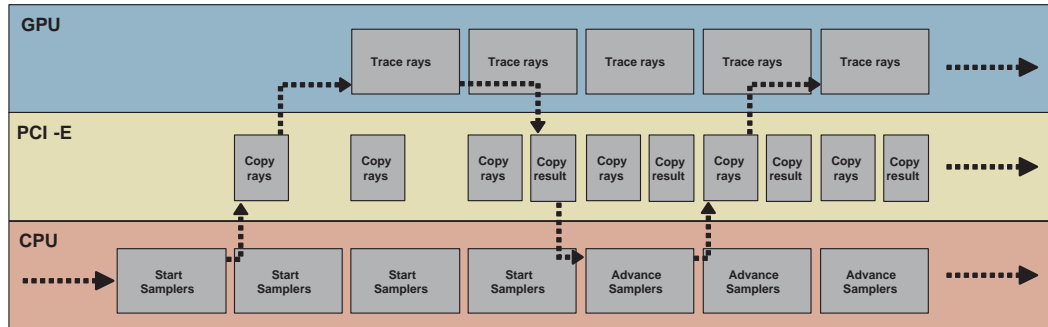 GPU
Trace rays
Trace rays
Trace rays
Trace rays
Trace rays
PCI -E
Copy
rays
Copy
rays
Copy
rays
Copy
result
Copy
rays
Copy
result
Copy
rays
Copy
result
Copy
rays
Copy
result
CPU
Start
Samplers
Start
Samplers
Start
Samplers
Start
Samplers
Advance
Samplers
Advance
Samplers
Advance
Samplers